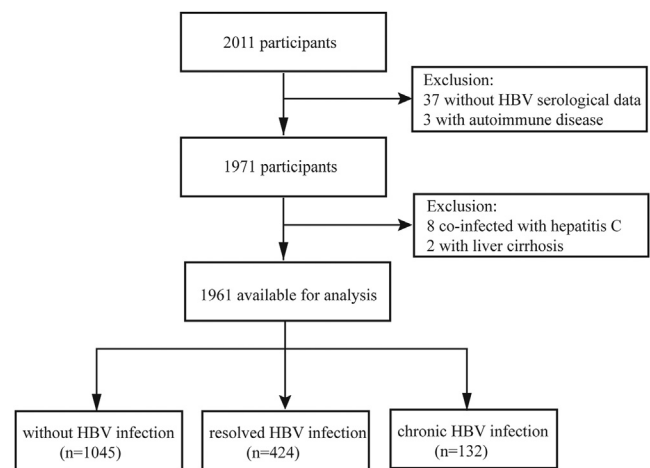 2011 participants
Exclusion:
37 without HBV serological data
3 with autoimmune disease
1971 participants
Exclusion:
8 co-infected with hepatitis C
2 with liver cirrhosis
1961 available for analysis
without HBV infection
(n=1045)
resolved HBV infection
(n=424)
chronic HBV infection
(n=132)